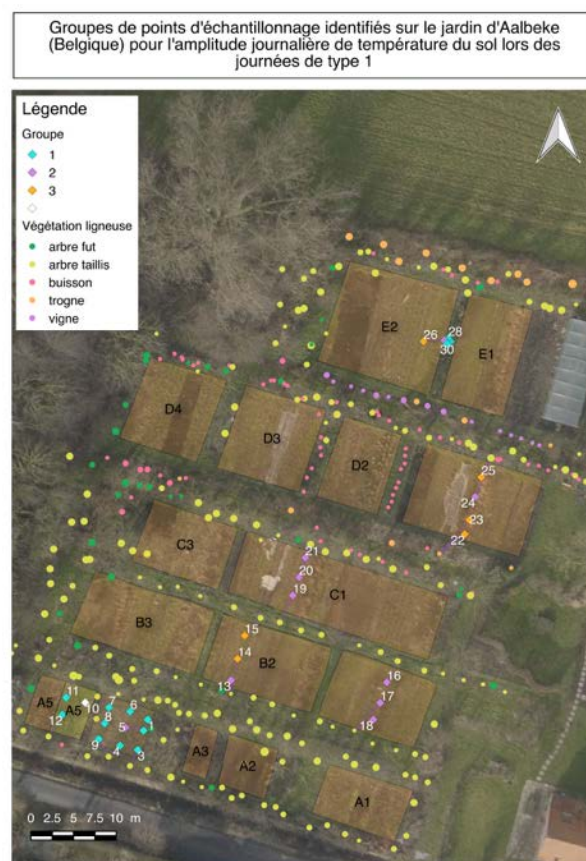 Groupes de points d'échantillonnage identifiés sur le jardin d'Aalbeke
(Belgique) pour l'amplitude journalière de température du sol lors des
journées de type 1
Légende
Groupe
1
2
3
Végétation ligneuse
arbre fut
arbre taillis
buisson
trogne
vigne
E2
26
28
30
E1
D4
D3
D2
25
24
23
22
C3
21
20
19
C1
B3
15
14
13
B2
16
17
18
A5
11
12
A5
10
7
8
6
5
1
9
4
3
A3
A2
A1
0 2.5 5 7.5 10 m